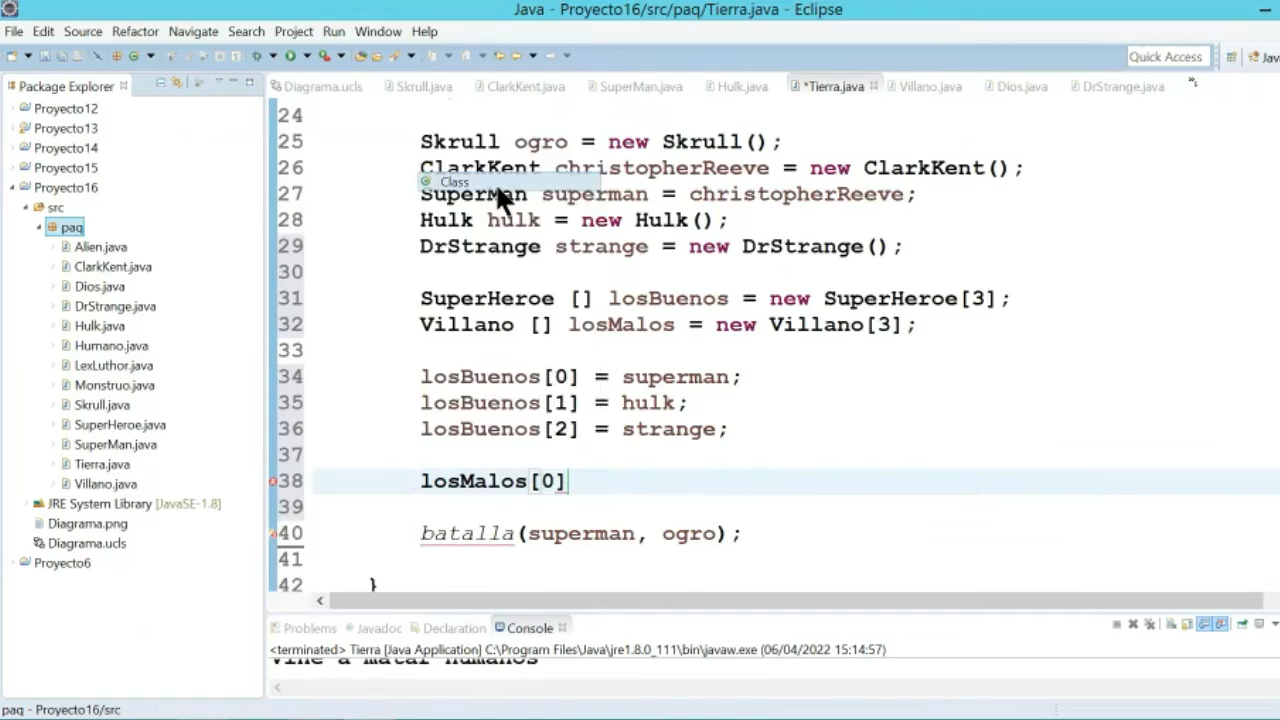 Java - Proyecto16/src/paq/Tierra.java - Eclipse
File Edit Source Refactor Navigate Search Project Run Window Help
Quick Access
Package Explorer
Diagrama.ucls Skrull.java ClarkKent.java SuperMan.java Hulk.java *Tierra.java Villano.java Dios.java DrStrange.java
Proyecto12
Proyecto13
Proyecto14
Proyecto15
Proyecto16
src
paq
Alien.java
ClarkKent.java
Dios.java
DrStrange.java
Hulk.java
Humano.java
LexLuthor.java
Monstruo.java
Skrull.java
SuperHeroe.java
SuperMan.java
Tierra.java
Villano.java
JRE System Library [JavaSE-1.8]
Diagrama.png
Diagrama.ucls
Proyecto6
24
25 Skrull ogro = new Skrull();
26 ClarkKent christopherReeve = new ClarkKent();
Class
27 SuperMan superman = christopherReeve;
28 Hulk hulk = new Hulk();
29 DrStrange strange = new DrStrange();
30
31 SuperHeroe [] losBuenos = new SuperHeroe[3];
32 Villano [] losMalos = new Villano[3];
33
34 losBuenos[0] = superman;
35 losBuenos[1] = hulk;
36 losBuenos[2] = strange;
37
38 losMalos[0]
39
40 batalla(superman, ogro);
41
42 }
Problems Javadoc Declaration Console
<terminated> Tierra [Java Application] C:\Program Files\Java\jre1.8.0_111\bin\javaw.exe (06/04/2022 15:14:57)
vine a matar humanos
paq - Proyecto16/src